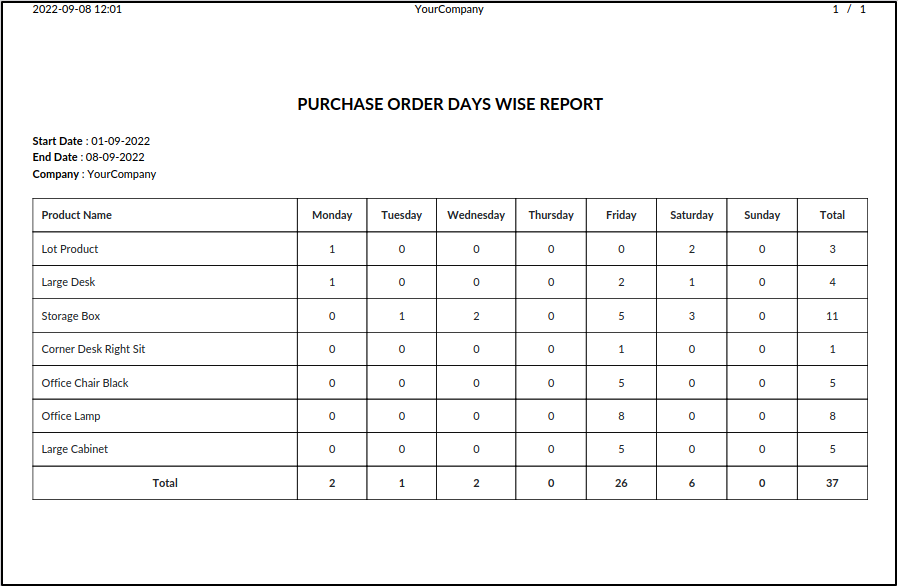 2022-09-08 12:01 YourCompany 1 / 1
PURCHASE ORDER DAYS WISE REPORT
Start Date : 01-09-2022
End Date : 08-09-2022
Company : YourCompany
Product Name Monday Tuesday Wednesday Thursday Friday Saturday Sunday Total
Lot Product 1 0 0 0 0 2 0 3
Large Desk 1 0 0 0 2 1 0 4
Storage Box 0 1 2 0 5 3 0 11
Corner Desk Right Sit 0 0 0 0 1 0 0 1
Office Chair Black 0 0 0 0 5 0 0 5
Office Lamp 0 0 0 0 8 0 0 8
Large Cabinet 0 0 0 0 5 0 0 5
Total 2 1 2 0 26 6 0 37